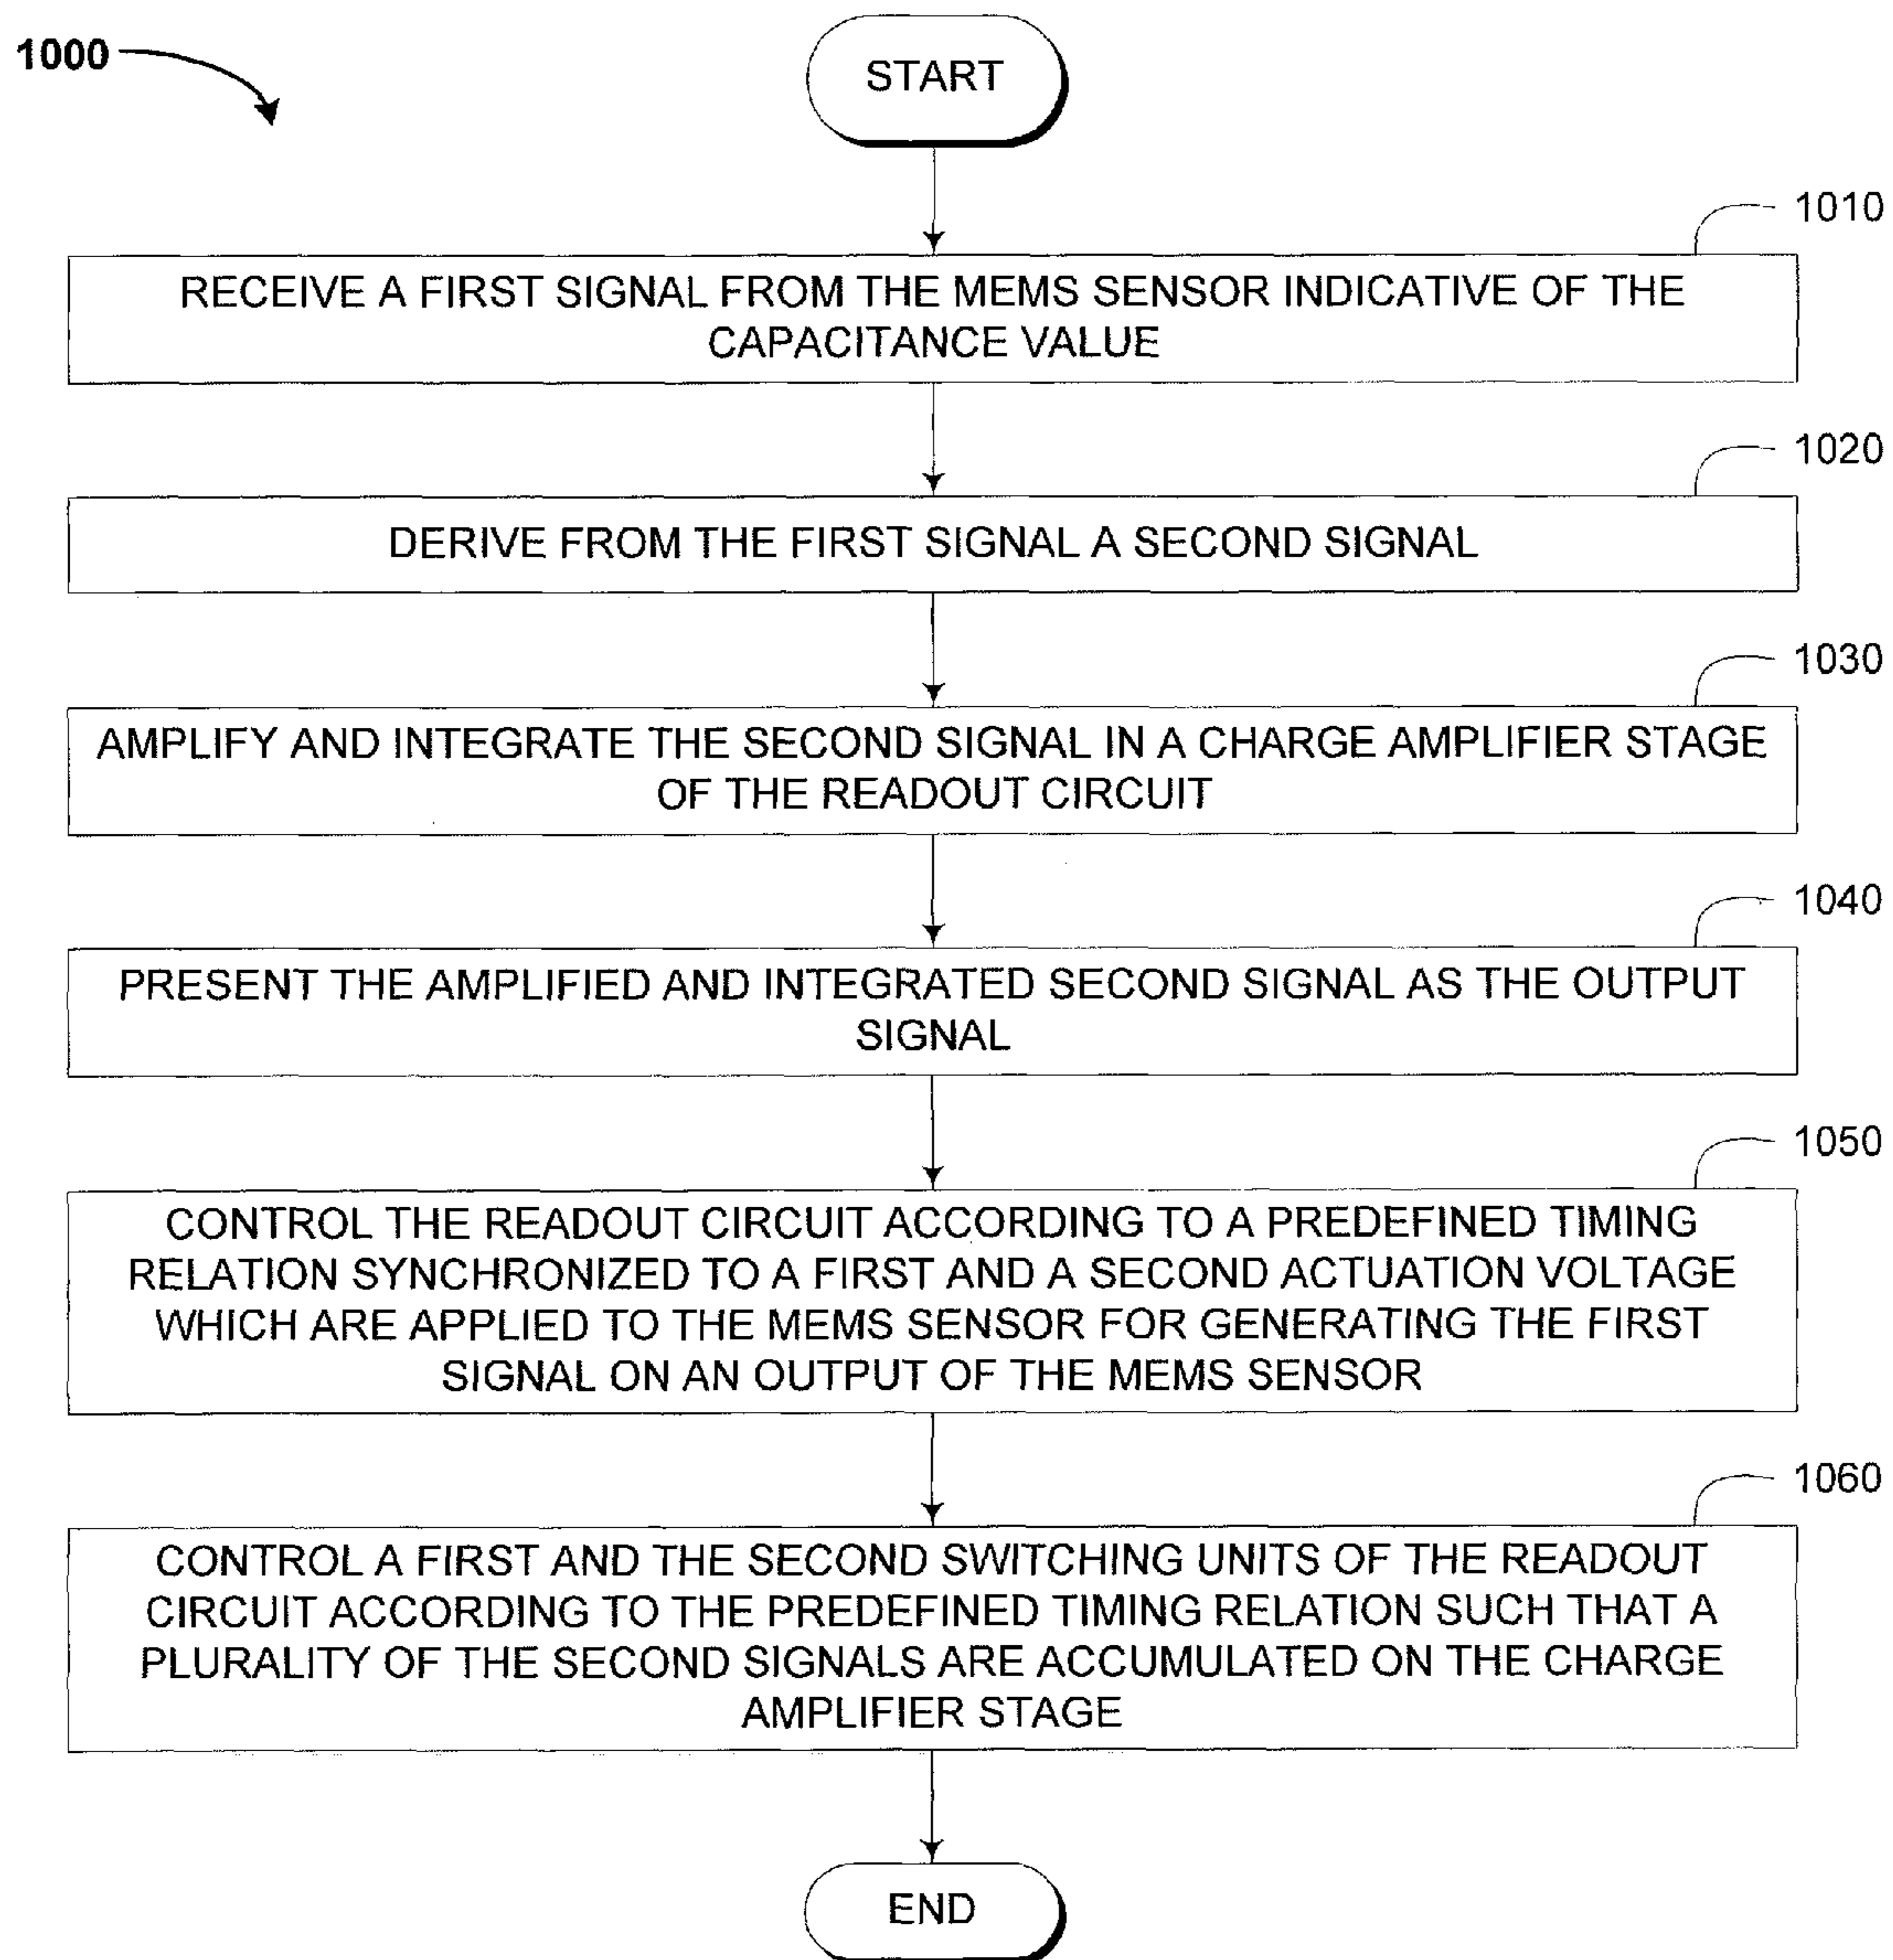 1000
START
1010
RECEIVE A FIRST SIGNAL FROM THE MEMS SENSOR INDICATIVE OF THE
CAPACITANCE VALUE
1020
DERIVE FROM THE FIRST SIGNAL A SECOND SIGNAL
1030
AMPLIFY AND INTEGRATE THE SECOND SIGNAL IN A CHARGE AMPLIFIER STAGE
OF THE READOUT CIRCUIT
1040
PRESENT THE AMPLIFIED AND INTEGRATED SECOND SIGNAL AS THE OUTPUT
SIGNAL
1050
CONTROL THE READOUT CIRCUIT ACCORDING TO A PREDEFINED TIMING
RELATION SYNCHRONIZED TO A FIRST AND A SECOND ACTUATION VOLTAGE
WHICH ARE APPLIED TO THE MEMS SENSOR FOR GENERATING THE FIRST
SIGNAL ON AN OUTPUT OF THE MEMS SENSOR
1060
CONTROL A FIRST AND THE SECOND SWITCHING UNITS OF THE READOUT
CIRCUIT ACCORDING TO THE PREDEFINED TIMING RELATION SUCH THAT A
PLURALITY OF THE SECOND SIGNALS ARE ACCUMULATED ON THE CHARGE
AMPLIFIER STAGE
END